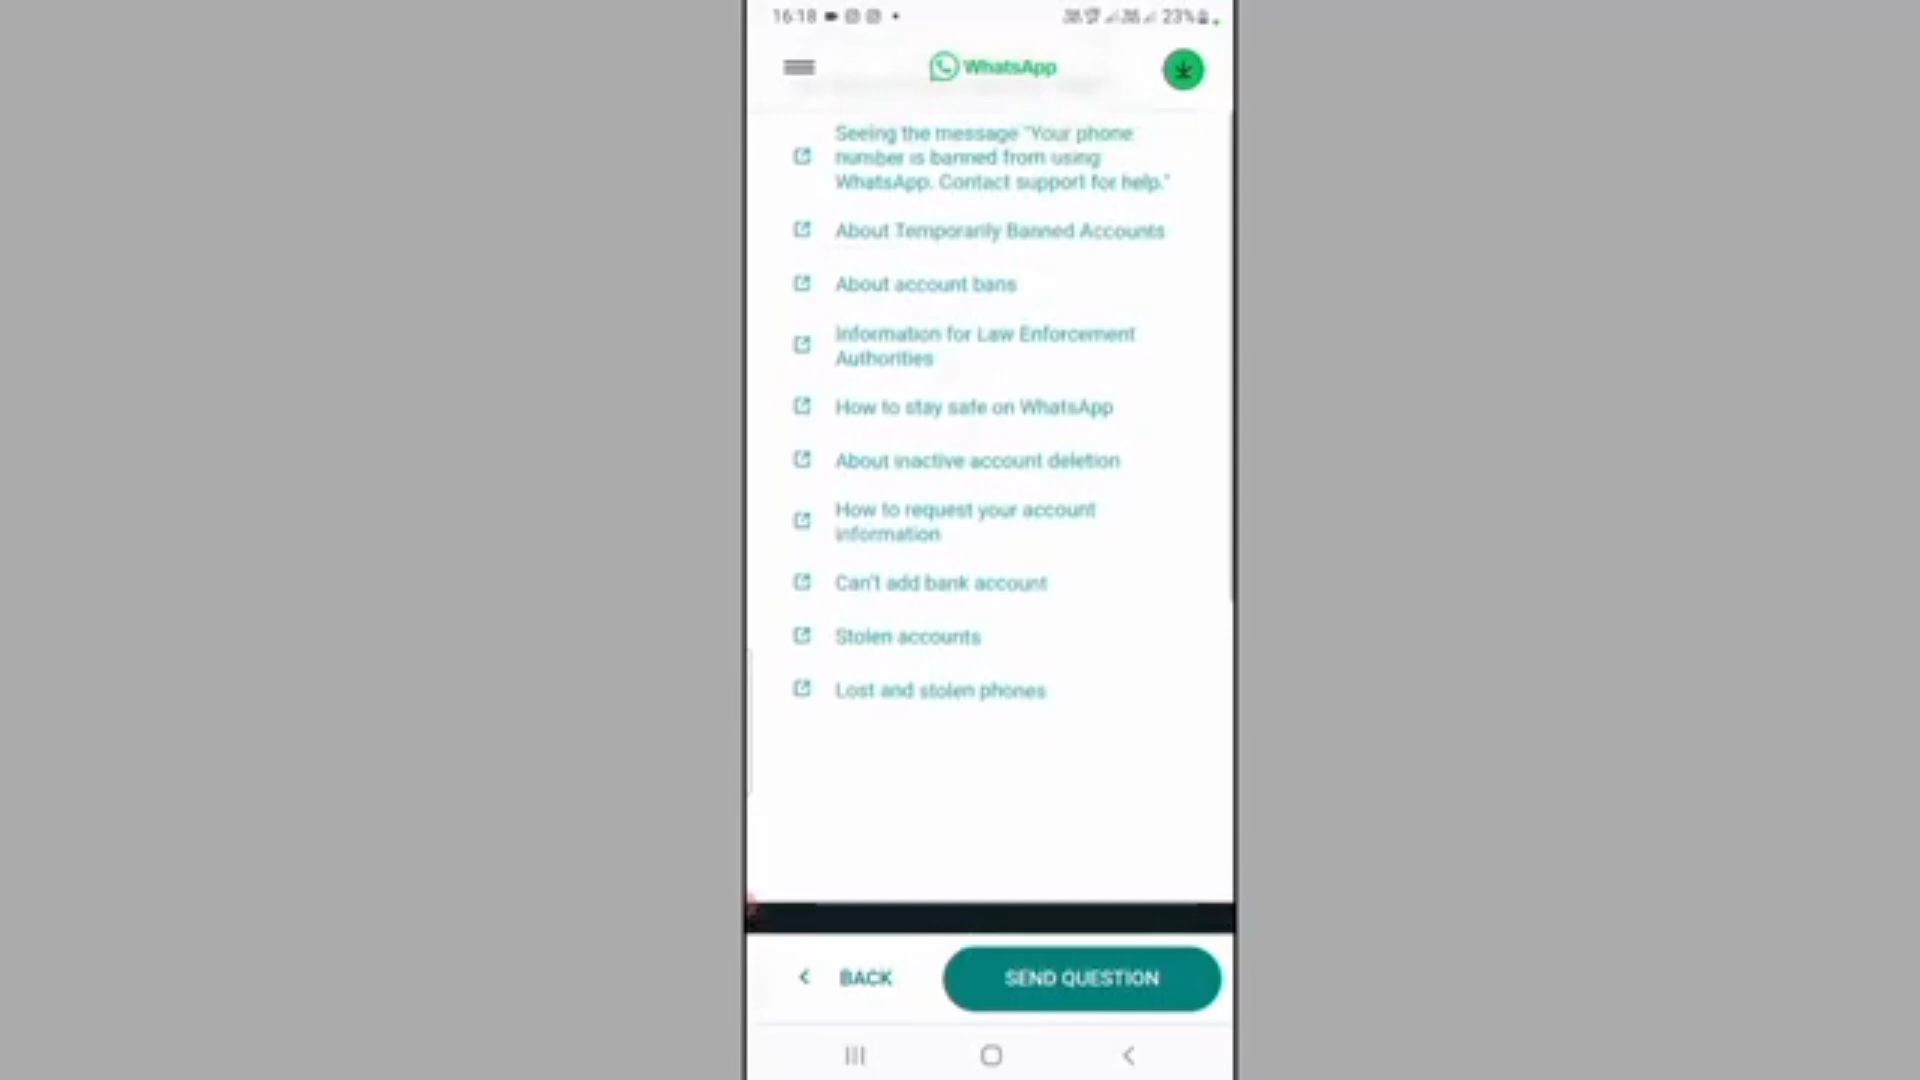 16:18
23%
WhatsApp
Seeing the message "Your phone
number is banned from using
WhatsApp. Contact support for help."
About Temporarily Banned Accounts
About account bans
Information for Law Enforcement
Authorities
How to stay safe on WhatsApp
About inactive account deletion
How to request your account
information
Can't add bank account
Stolen accounts
Lost and stolen phones
BACK
SEND QUESTION